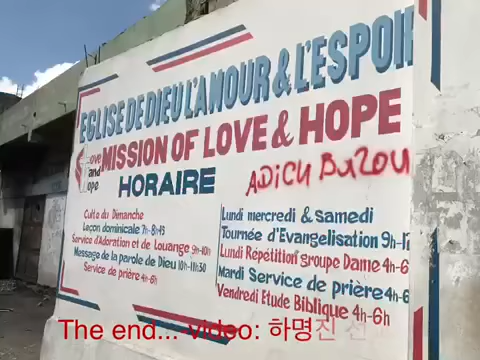 EGLISE DE DIEU L'AMOUR & L'ESPOIR
MISSION OF LOVE & HOPE
Love
and
Hope
HORAIRE
ADICH BAZOU
Culte du Dimanche
Leçon dominicale 7h-8h45
Service d'Adoration et de Louange 9h-10h
Message de la parole de Dieu 10h-11h30
Service de prière 4h-6h
Lundi mercredi & samedi
Tournée d'Evangelisation 9h-1
Lundi Répétition groupe Dame 4h-6
Mardi Service de prière 4h-6
Vendredi Etude Biblique 4h-6h
The end... video: 하명진 선